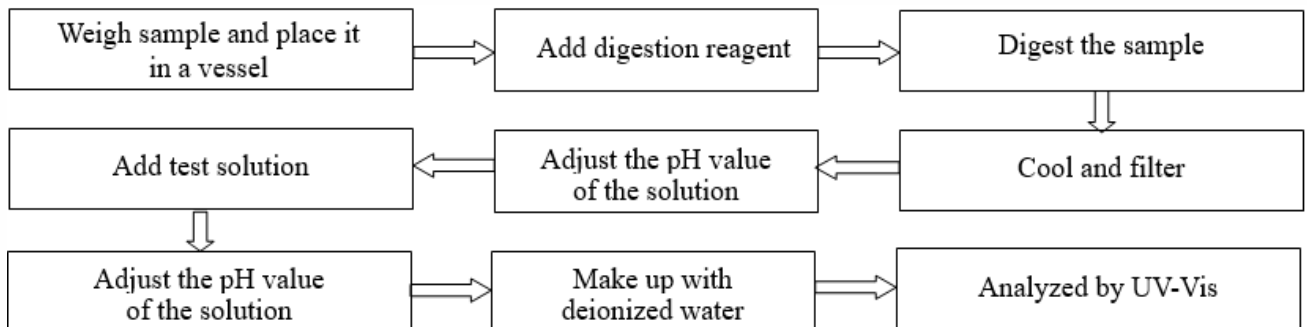 Weigh sample and place it
in a vessel
Add digestion reagent
Digest the sample
Cool and filter
Adjust the pH value
of the solution
Add test solution
Adjust the pH value
of the solution
Make up with
deionized water
Analyzed by UV-Vis